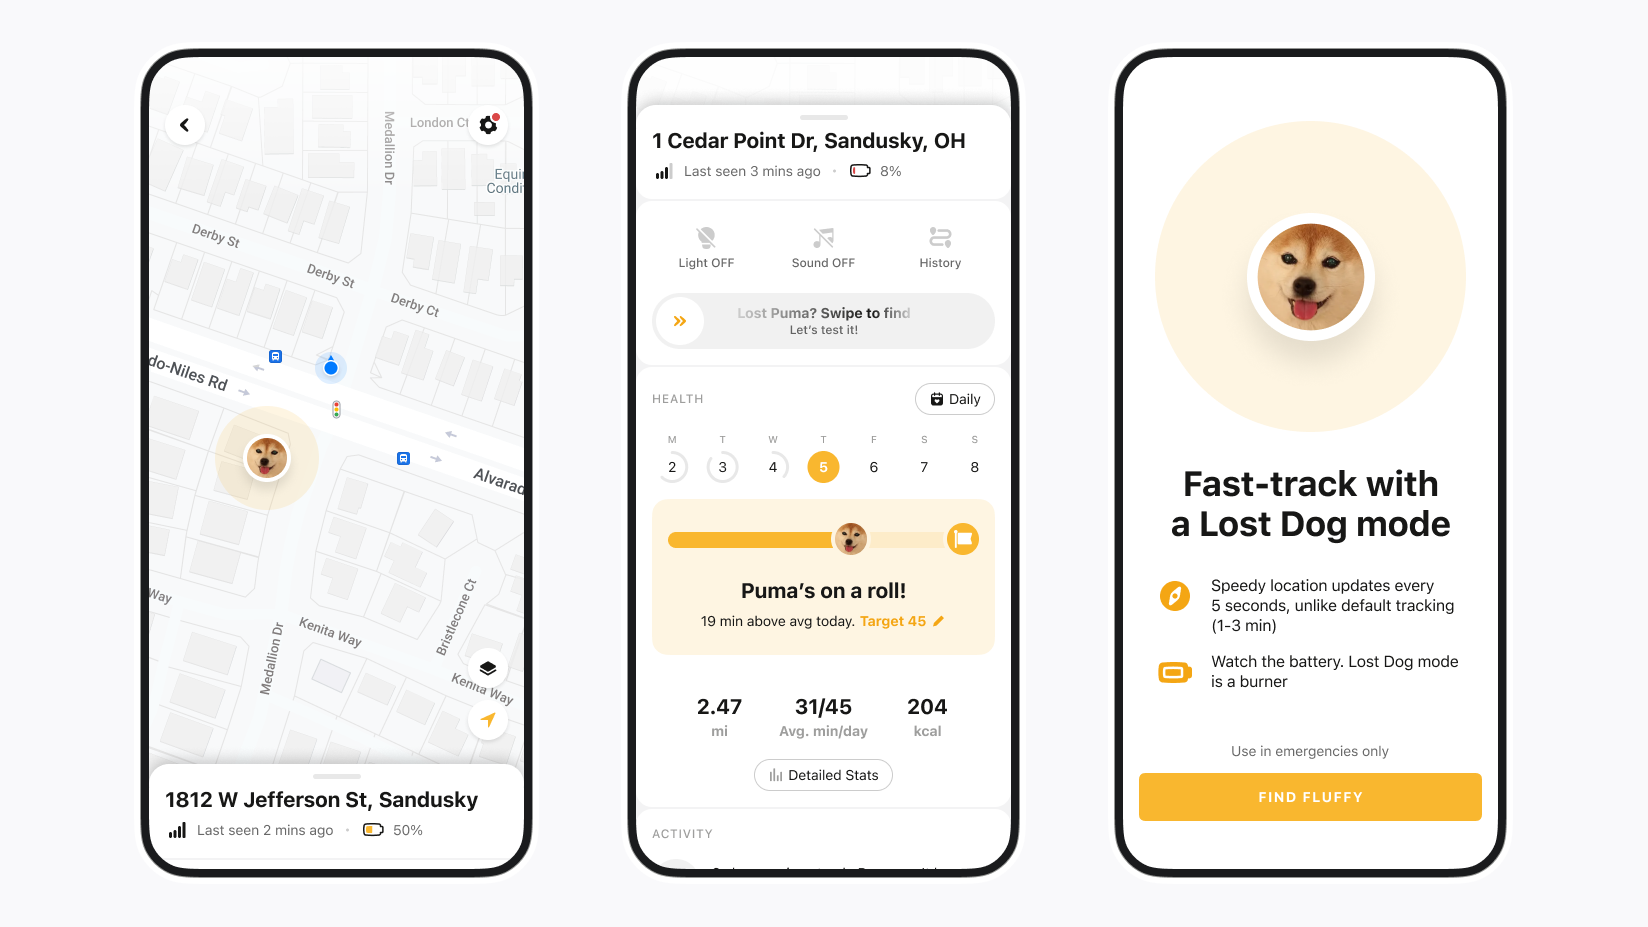 London Ct
Medallion Dr
Derby St
Derby St
Derby Ct
do-Niles Rd
Alvarad
Way
Kenita Way
Bristlecone Ct
Medallion Dr
Kenita Way
1812 W Jefferson St, Sandusky
Last seen 2 mins ago · 50%
1 Cedar Point Dr, Sandusky, OH
Last seen 3 mins ago · 8%
Light OFF Sound OFF History
Lost Puma? Swipe to find
Let's test it!
HEALTH Daily
M T W T F S S
2 3 4 5 6 7 8
Puma's on a roll!
19 min above avg today. Target 45
2.47 31/45 204
mi Avg. min/day kcal
Detailed Stats
ACTIVITY
Fast-track with
a Lost Dog mode
Speedy location updates every
5 seconds, unlike default tracking
(1-3 min)
Watch the battery. Lost Dog mode
is a burner
Use in emergencies only
FIND FLUFFY